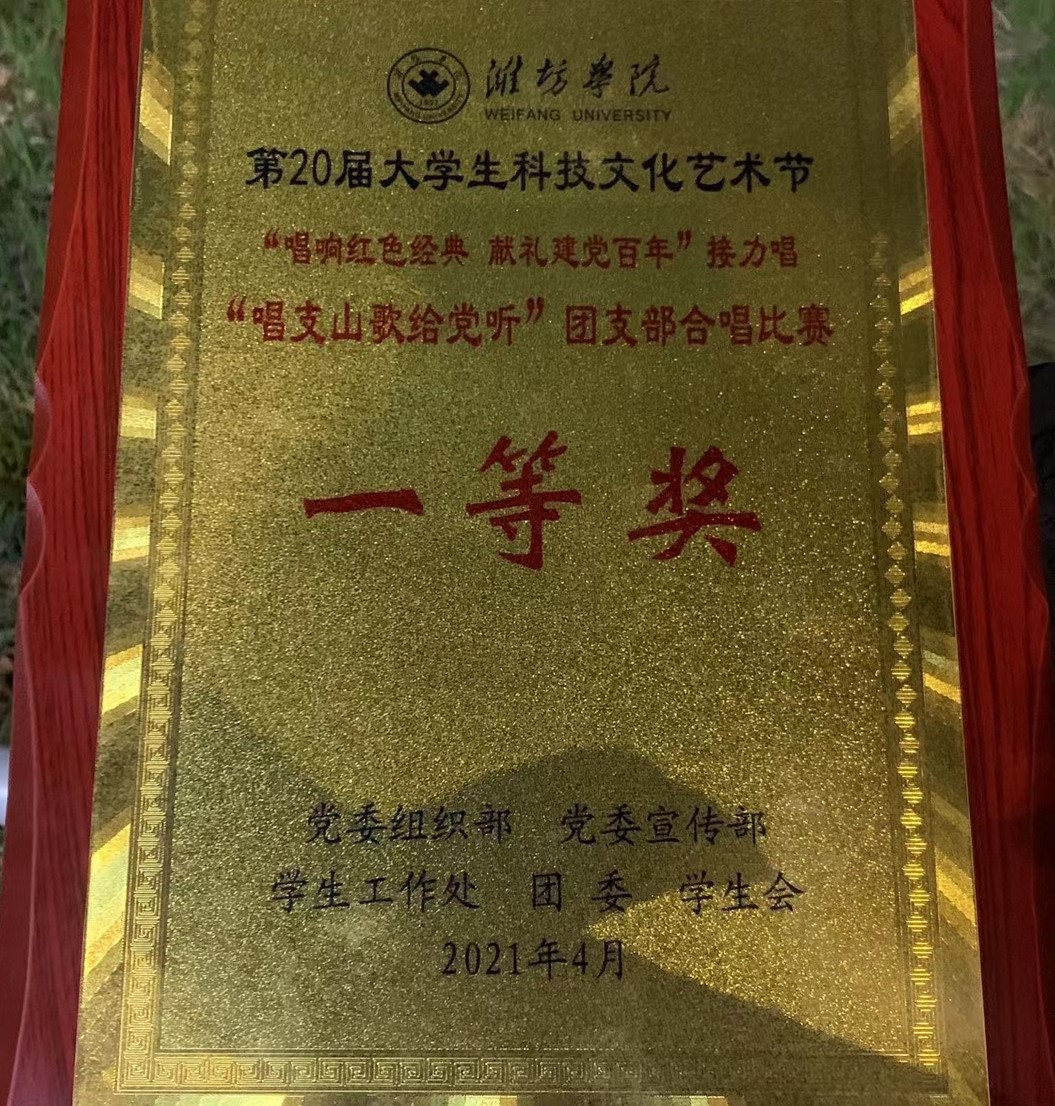 潍坊学院
WEIFANG UNIVERSITY
第20届大学生科技文化艺术节
“唱响红色经典 献礼建党百年”接力唱
“唱支山歌给党听”团支部合唱比赛
一等奖
党委组织部 党委宣传部
学生工作处 团 委 学生会
2021年4月